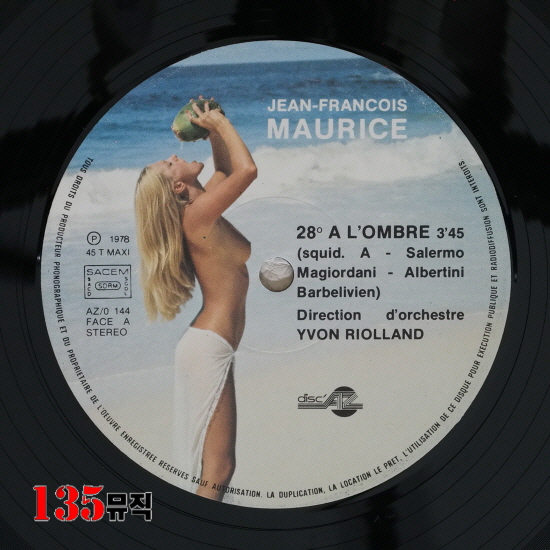 JEAN-FRANCOIS
MAURICE
28° A L'OMBRE 3'45
(squid. A - Salermo
Magiordani - Albertini
Barbelivien)
Direction d'orchestre
YVON RIOLLAND
Ⓟ 1978
45 T MAXI
SACEM
SACD SDRM SGDL
AZ/0 144
FACE A
STEREO
disc'AZ
TOUS DROITS DU PRODUCTEUR PHONOGRAPHIQUE ET DU PROPRIETAIRE DE L'OEUVRE ENREGISTREE RESERVES SAUF AUTORISATION. LA DUPLICATION, LA LOCATION LE PRET, L'UTILISATION DE CE DISQUE POUR EXECUTION PUBLIQUE ET RADIODIFFUSION SONT INTERDITS
135뮤직